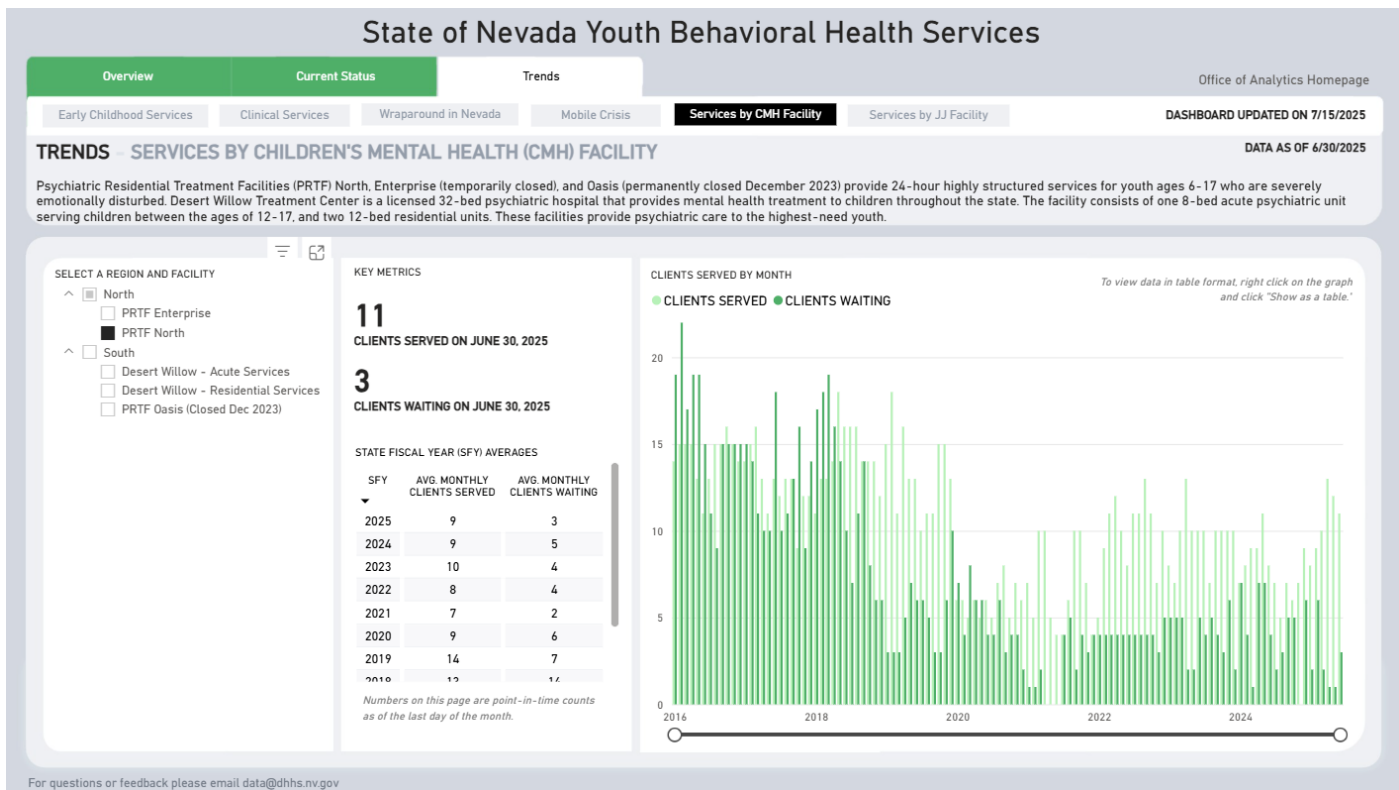 State of Nevada Youth Behavioral Health Services
Overview
Current Status
Trends
Office of Analytics Homepage
Early Childhood Services
Clinical Services
Wraparound in Nevada
Mobile Crisis
Services by CMH Facility
Services by JJ Facility
DASHBOARD UPDATED ON 7/15/2025
TRENDS - SERVICES BY CHILDREN'S MENTAL HEALTH (CMH) FACILITY
DATA AS OF 6/30/2025
Psychiatric Residential Treatment Facilities (PRTF) North, Enterprise (temporarily closed), and Oasis (permanently closed December 2023) provide 24-hour highly structured services for youth ages 6-17 who are severely
emotionally disturbed. Desert Willow Treatment Center is a licensed 32-bed psychiatric hospital that provides mental health treatment to children throughout the state. The facility consists of one 8-bed acute psychiatric unit
serving children between the ages of 12-17, and two 12-bed residential units. These facilities provide psychiatric care to the highest-need youth.
SELECT A REGION AND FACILITY
North
PRTF Enterprise
PRTF North
South
Desert Willow - Acute Services
Desert Willow - Residential Services
PRTF Oasis (Closed Dec 2023)
KEY METRICS
11
CLIENTS SERVED ON JUNE 30, 2025
3
CLIENTS WAITING ON JUNE 30, 2025
STATE FISCAL YEAR (SFY) AVERAGES
SFY AVG. MONTHLY CLIENTS SERVED AVG. MONTHLY CLIENTS WAITING
2025 9 3
2024 9 5
2023 10 4
2022 8 4
2021 7 2
2020 9 6
2019 14 7
Numbers on this page are point-in-time counts
as of the last day of the month.
CLIENTS SERVED BY MONTH
To view data in table format, right click on the graph
and click "Show as a table."
CLIENTS SERVED CLIENTS WAITING
20
15
10
5
0
2016 2018 2020 2022 2024
For questions or feedback please email data@dhhs.nv.gov